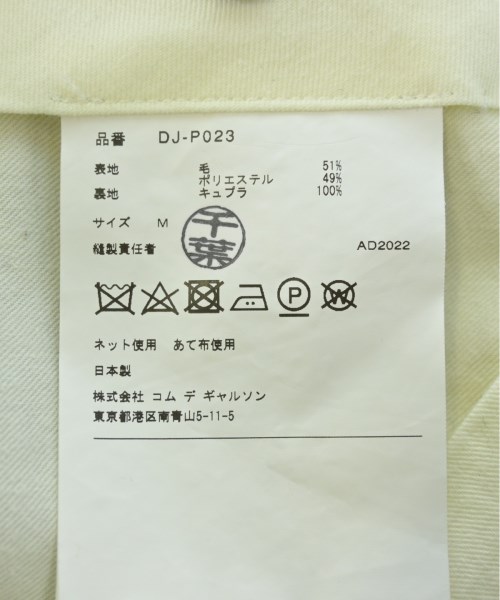 品番 DJ-P023
表地 毛 51%
ポリエステル 49%
裏地 キュプラ 100%
サイズ M
千葉
縫製責任者 AD2022
P W
ネット使用 あて布使用
日本製
株式会社 コム デ ギャルソン
東京都港区南青山5-11-5